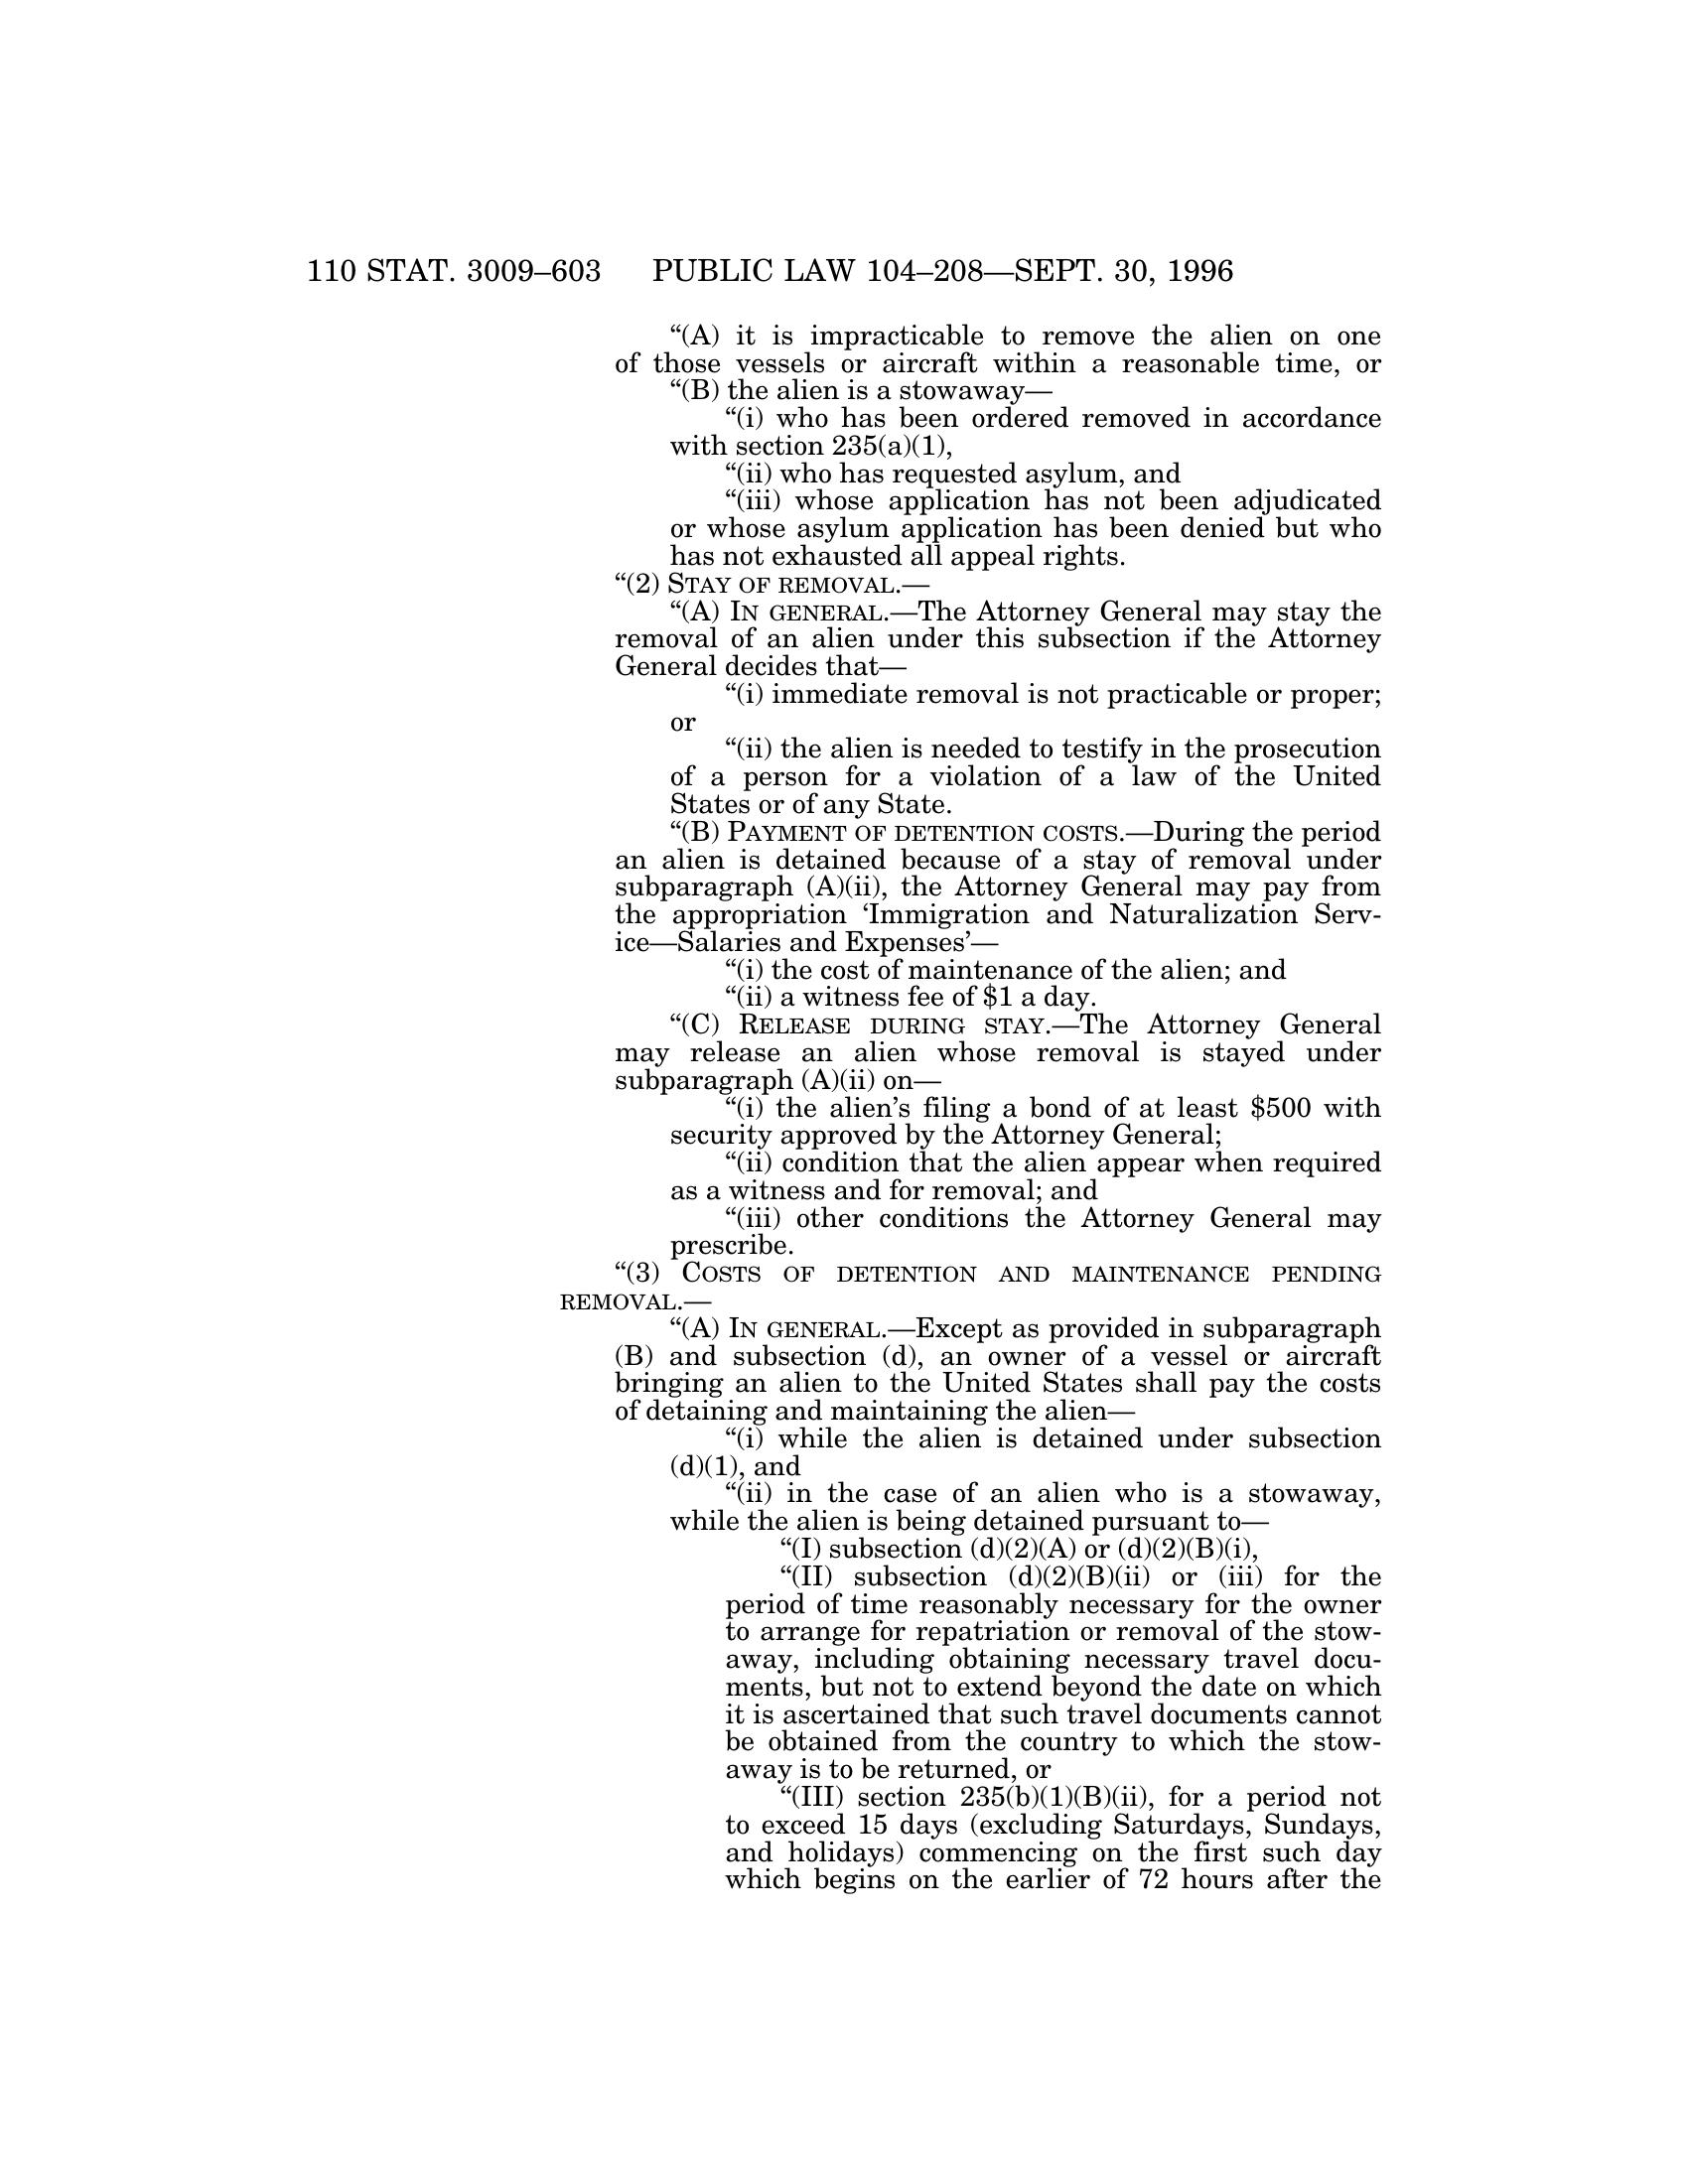 110 STAT. 3009–603 PUBLIC LAW 104–208—SEPT. 30, 1996
“(A) it is impracticable to remove the alien on one
of those vessels or aircraft within a reasonable time, or
“(B) the alien is a stowaway—
“(i) who has been ordered removed in accordance
with section 235(a)(1),
“(ii) who has requested asylum, and
“(iii) whose application has not been adjudicated
or whose asylum application has been denied but who
has not exhausted all appeal rights.
“(2) STAY OF REMOVAL.—
“(A) IN GENERAL.—The Attorney General may stay the
removal of an alien under this subsection if the Attorney
General decides that—
“(i) immediate removal is not practicable or proper;
or
“(ii) the alien is needed to testify in the prosecution
of a person for a violation of a law of the United
States or of any State.
“(B) PAYMENT OF DETENTION COSTS.—During the period
an alien is detained because of a stay of removal under
subparagraph (A)(ii), the Attorney General may pay from
the appropriation ‘Immigration and Naturalization Serv-
ice—Salaries and Expenses’—
“(i) the cost of maintenance of the alien; and
“(ii) a witness fee of $1 a day.
“(C) RELEASE DURING STAY.—The Attorney General
may release an alien whose removal is stayed under
subparagraph (A)(ii) on—
“(i) the alien’s filing a bond of at least $500 with
security approved by the Attorney General;
“(ii) condition that the alien appear when required
as a witness and for removal; and
“(iii) other conditions the Attorney General may
prescribe.
“(3) COSTS OF DETENTION AND MAINTENANCE PENDING
REMOVAL.—
“(A) IN GENERAL.—Except as provided in subparagraph
(B) and subsection (d), an owner of a vessel or aircraft
bringing an alien to the United States shall pay the costs
of detaining and maintaining the alien—
“(i) while the alien is detained under subsection
(d)(1), and
“(ii) in the case of an alien who is a stowaway,
while the alien is being detained pursuant to—
“(I) subsection (d)(2)(A) or (d)(2)(B)(i),
“(II) subsection (d)(2)(B)(ii) or (iii) for the
period of time reasonably necessary for the owner
to arrange for repatriation or removal of the stow-
away, including obtaining necessary travel docu-
ments, but not to extend beyond the date on which
it is ascertained that such travel documents cannot
be obtained from the country to which the stow-
away is to be returned, or
“(III) section 235(b)(1)(B)(ii), for a period not
to exceed 15 days (excluding Saturdays, Sundays,
and holidays) commencing on the first such day
which begins on the earlier of 72 hours after the